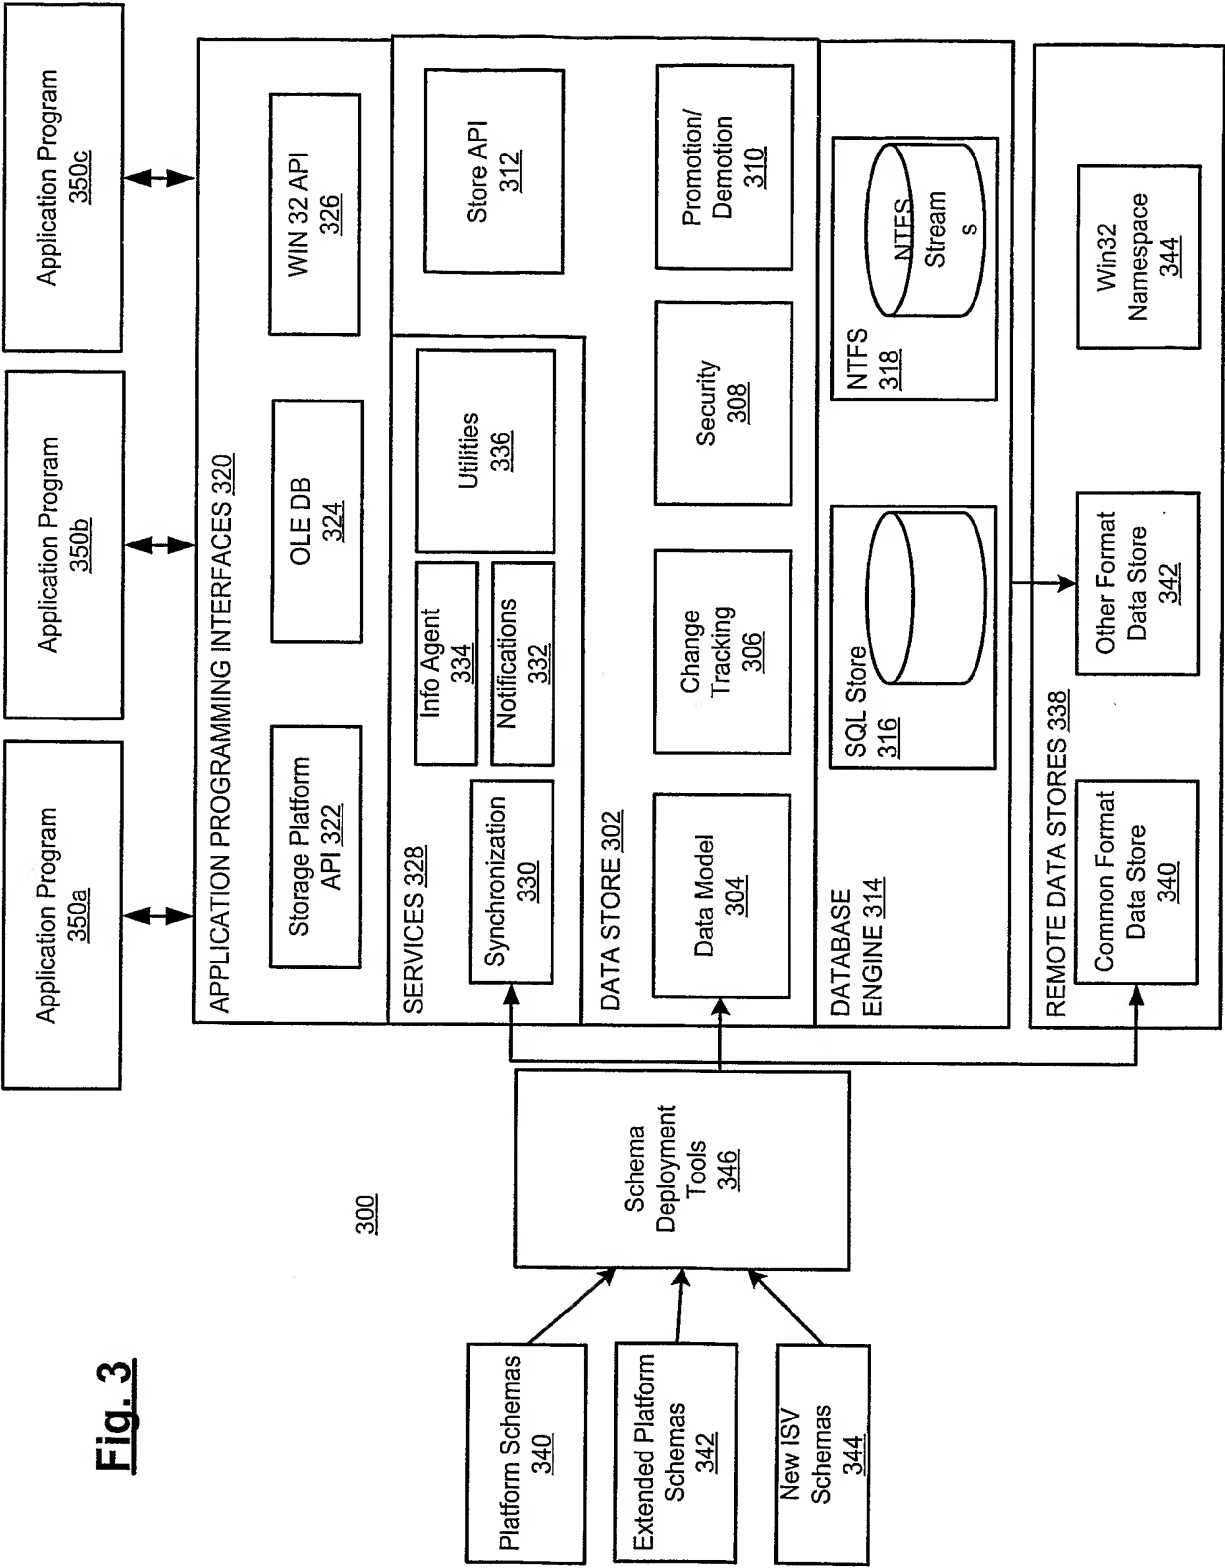 Application Program
350a
Application Program
350b
Application Program
350c
APPLICATION PROGRAMMING INTERFACES 320
Storage Platform
API 322
OLE DB
324
WIN 32 API
326
SERVICES 328
Synchronization
330
Info Agent
334
Notifications
332
Utilities
336
Store API
312
DATA STORE 302
Data Model
304
Change
Tracking
306
Security
308
Promotion/
Demotion
310
DATABASE
ENGINE 314
SQL Store
316
NTFS
318
NTFS
Stream
s
REMOTE DATA STORES 338
Common Format
Data Store
340
Other Format
Data Store
342
Win32
Namespace
344
300
Schema
Deployment
Tools
346
Platform Schemas
340
Extended Platform
Schemas
342
New ISV
Schemas
344
Fig. 3